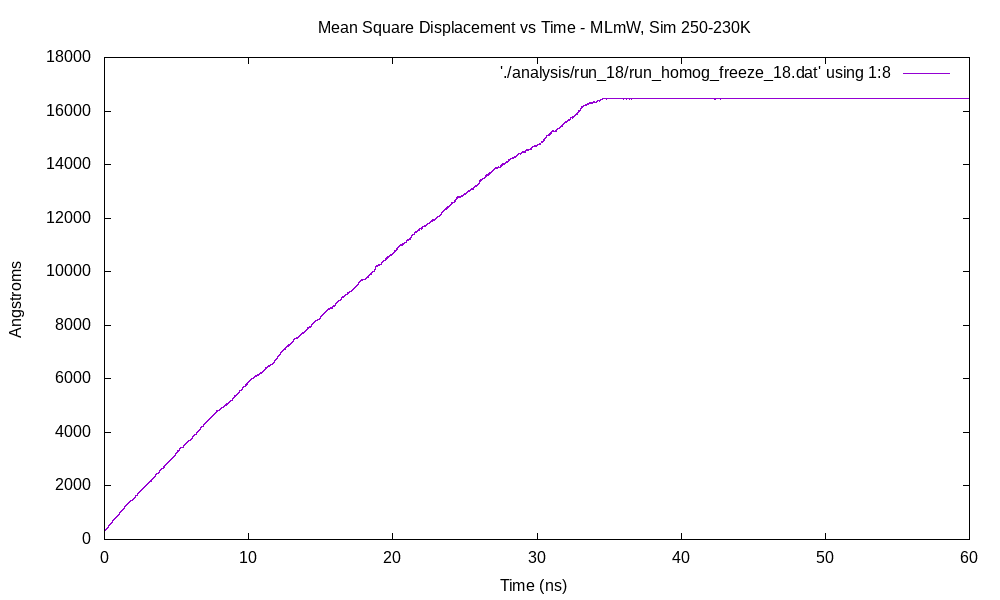 Mean Square Displacement vs Time - MLmW, Sim 250-230K
'./analysis/run_18/run_homog_freeze_18.dat' using 1:8
18000
16000
14000
12000
10000
8000
6000
4000
2000
0
Angstroms
0 10 20 30 40 50 60
Time (ns)